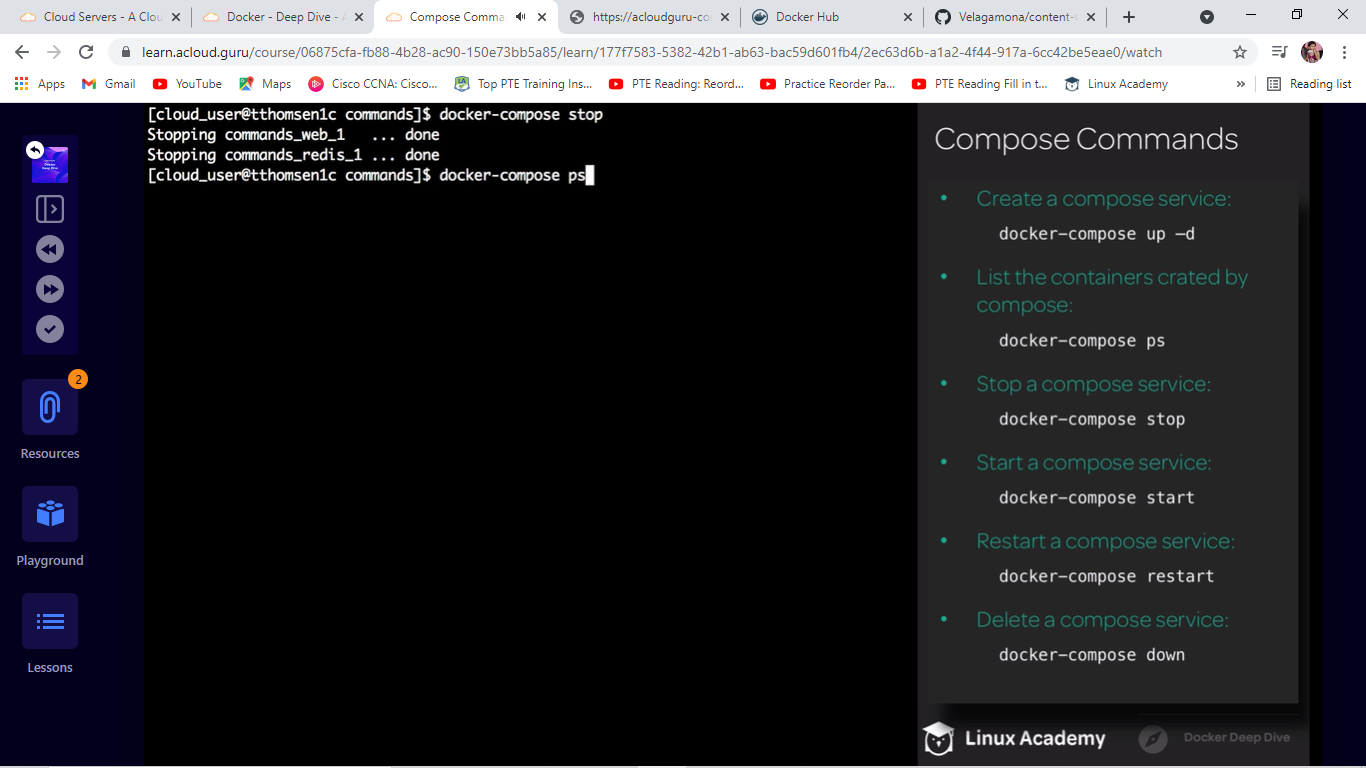 Cloud Servers - A Clou
Docker - Deep Dive - A
Compose Comma
https://acloudguru-co
Docker Hub
Velagamona/content-
learn.acloud.guru/course/06875cfa-fb88-4b28-ac90-150e73bb5a85/learn/177f7583-5382-42b1-ab63-bac59d601fb4/2ec63d6b-a1a2-4f44-917a-6cc42be5eae0/watch
Apps
Gmail
YouTube
Maps
Cisco CCNA: Cisco...
Top PTE Training Ins...
PTE Reading: Reord...
Practice Reorder Pa...
PTE Reading Fill in t...
Linux Academy
»
Reading list
2
Resources
Playground
Lessons
[cloud_user@tthomsen1c commands]$ docker-compose stop
Stopping commands_web_1   ... done
Stopping commands_redis_1 ... done
[cloud_user@tthomsen1c commands]$ docker-compose ps
Compose Commands
• Create a compose service:
docker-compose up –d
• List the containers crated by
compose:
docker-compose ps
• Stop a compose service:
docker-compose stop
• Start a compose service:
docker-compose start
• Restart a compose service:
docker-compose restart
• Delete a compose service:
docker-compose down
Linux Academy
Docker Deep Dive